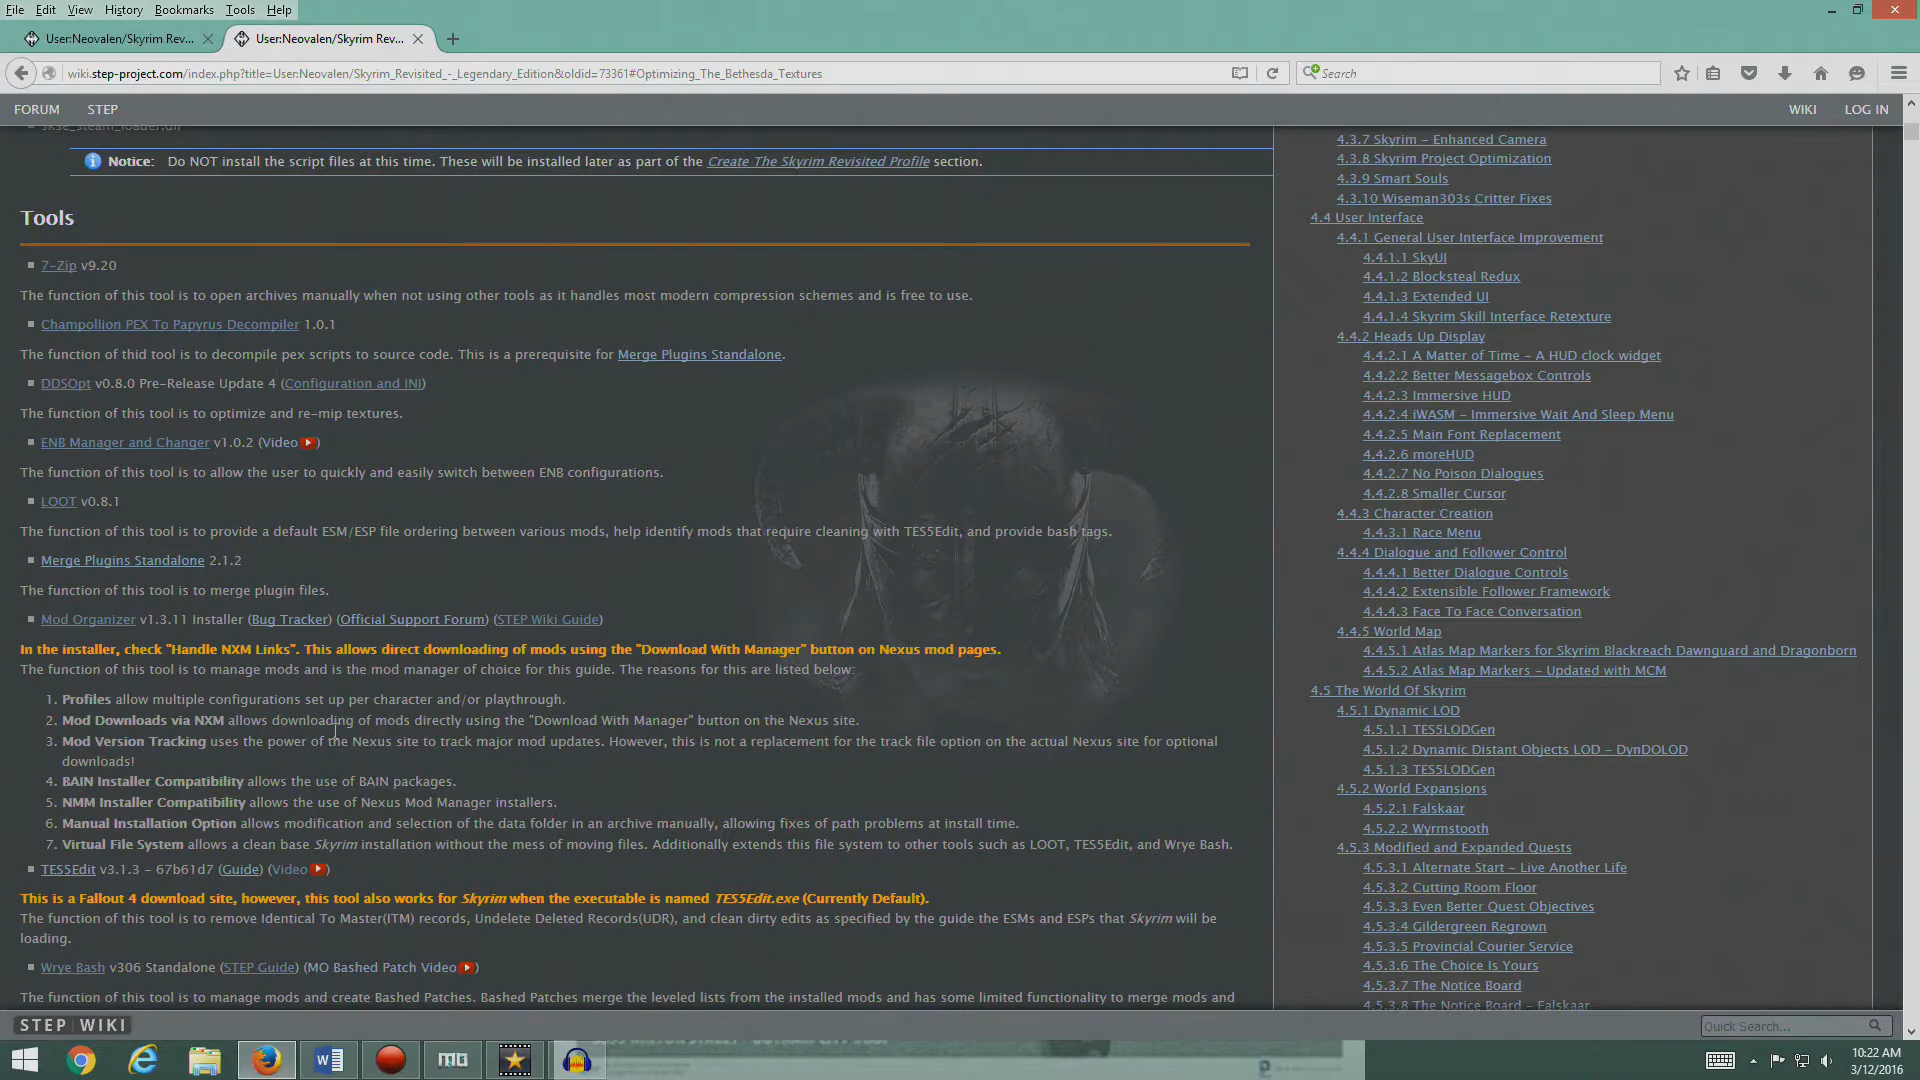 File Edit View History Bookmarks Tools Help
User:Neovalen/Skyrim Rev... User:Neovalen/Skyrim Rev...
wiki.step-project.com/index.php?title=User:Neovalen/Skyrim_Revisited_-_Legendary_Edition&oldid=73361#Optimizing_The_Bethesda_Textures
Search
FORUM STEP WIKI LOG IN
skse_steam_loader.dll
Notice: Do NOT install the script files at this time. These will be installed later as part of the Create The Skyrim Revisited Profile section.
Tools
7-Zip v9.20
The function of this tool is to open archives manually when not using other tools as it handles most modern compression schemes and is free to use.
Champollion PEX To Papyrus Decompiler 1.0.1
The function of thid tool is to decompile pex scripts to source code. This is a prerequisite for Merge Plugins Standalone.
DDSOpt v0.8.0 Pre-Release Update 4 (Configuration and INI)
The function of this tool is to optimize and re-mip textures.
ENB Manager and Changer v1.0.2 (Video)
The function of this tool is to allow the user to quickly and easily switch between ENB configurations.
LOOT v0.8.1
The function of this tool is to provide a default ESM/ESP file ordering between various mods, help identify mods that require cleaning with TES5Edit, and provide bash tags.
Merge Plugins Standalone 2.1.2
The function of this tool is to merge plugin files.
Mod Organizer v1.3.11 Installer (Bug Tracker) (Official Support Forum) (STEP Wiki Guide)
In the installer, check "Handle NXM Links". This allows direct downloading of mods using the "Download With Manager" button on Nexus mod pages.
The function of this tool is to manage mods and is the mod manager of choice for this guide. The reasons for this are listed below:
1. Profiles allow multiple configurations set up per character and/or playthrough.
2. Mod Downloads via NXM allows downloading of mods directly using the "Download With Manager" button on the Nexus site.
3. Mod Version Tracking uses the power of the Nexus site to track major mod updates. However, this is not a replacement for the track file option on the actual Nexus site for optional
downloads!
4. BAIN Installer Compatibility allows the use of BAIN packages.
5. NMM Installer Compatibility allows the use of Nexus Mod Manager installers.
6. Manual Installation Option allows modification and selection of the data folder in an archive manually, allowing fixes of path problems at install time.
7. Virtual File System allows a clean base Skyrim installation without the mess of moving files. Additionally extends this file system to other tools such as LOOT, TES5Edit, and Wrye Bash.
TES5Edit v3.1.3 - 67b61d7 (Guide) (Video)
This is a Fallout 4 download site, however, this tool also works for Skyrim when the executable is named TES5Edit.exe (Currently Default).
The function of this tool is to remove Identical To Master(ITM) records, Undelete Deleted Records(UDR), and clean dirty edits as specified by the guide the ESMs and ESPs that Skyrim will be
loading.
Wrye Bash v306 Standalone (STEP Guide) (MO Bashed Patch Video)
The function of this tool is to manage mods and create Bashed Patches. Bashed Patches merge the leveled lists from the installed mods and has some limited functionality to merge mods and
4.3.7 Skyrim – Enhanced Camera
4.3.8 Skyrim Project Optimization
4.3.9 Smart Souls
4.3.10 Wiseman303s Critter Fixes
4.4 User Interface
4.4.1 General User Interface Improvement
4.4.1.1 SkyUI
4.4.1.2 Blocksteal Redux
4.4.1.3 Extended UI
4.4.1.4 Skyrim Skill Interface Retexture
4.4.2 Heads Up Display
4.4.2.1 A Matter of Time – A HUD clock widget
4.4.2.2 Better Messagebox Controls
4.4.2.3 Immersive HUD
4.4.2.4 iWASM – Immersive Wait And Sleep Menu
4.4.2.5 Main Font Replacement
4.4.2.6 moreHUD
4.4.2.7 No Poison Dialogues
4.4.2.8 Smaller Cursor
4.4.3 Character Creation
4.4.3.1 Race Menu
4.4.4 Dialogue and Follower Control
4.4.4.1 Better Dialogue Controls
4.4.4.2 Extensible Follower Framework
4.4.4.3 Face To Face Conversation
4.4.5 World Map
4.4.5.1 Atlas Map Markers for Skyrim Blackreach Dawnguard and Dragonborn
4.4.5.2 Atlas Map Markers – Updated with MCM
4.5 The World Of Skyrim
4.5.1 Dynamic LOD
4.5.1.1 TES5LODGen
4.5.1.2 Dynamic Distant Objects LOD – DynDOLOD
4.5.1.3 TES5LODGen
4.5.2 World Expansions
4.5.2.1 Falskaar
4.5.2.2 Wyrmstooth
4.5.3 Modified and Expanded Quests
4.5.3.1 Alternate Start – Live Another Life
4.5.3.2 Cutting Room Floor
4.5.3.3 Even Better Quest Objectives
4.5.3.4 Gildergreen Regrown
4.5.3.5 Provincial Courier Service
4.5.3.6 The Choice Is Yours
4.5.3.7 The Notice Board
4.5.3.8 The Notice Board – Falskaar
STEP WIKI
Quick Search...
10:22 AM
3/12/2016